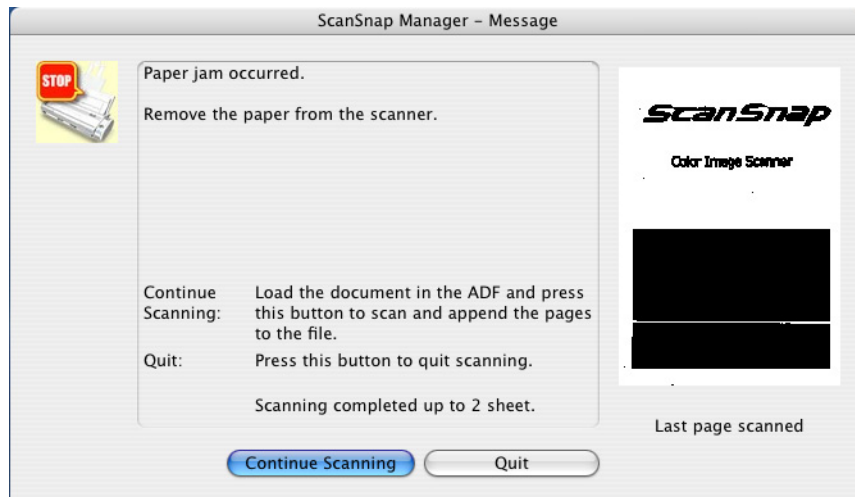 ScanSnap Manager – Message
STOP
Paper jam occurred.
Remove the paper from the scanner.
Continue Scanning: Load the document in the ADF and press
this button to scan and append the pages
to the file.
Quit: Press this button to quit scanning.
Scanning completed up to 2 sheet.
ScanSnap
Color Image Scanner
Last page scanned
Continue Scanning
Quit